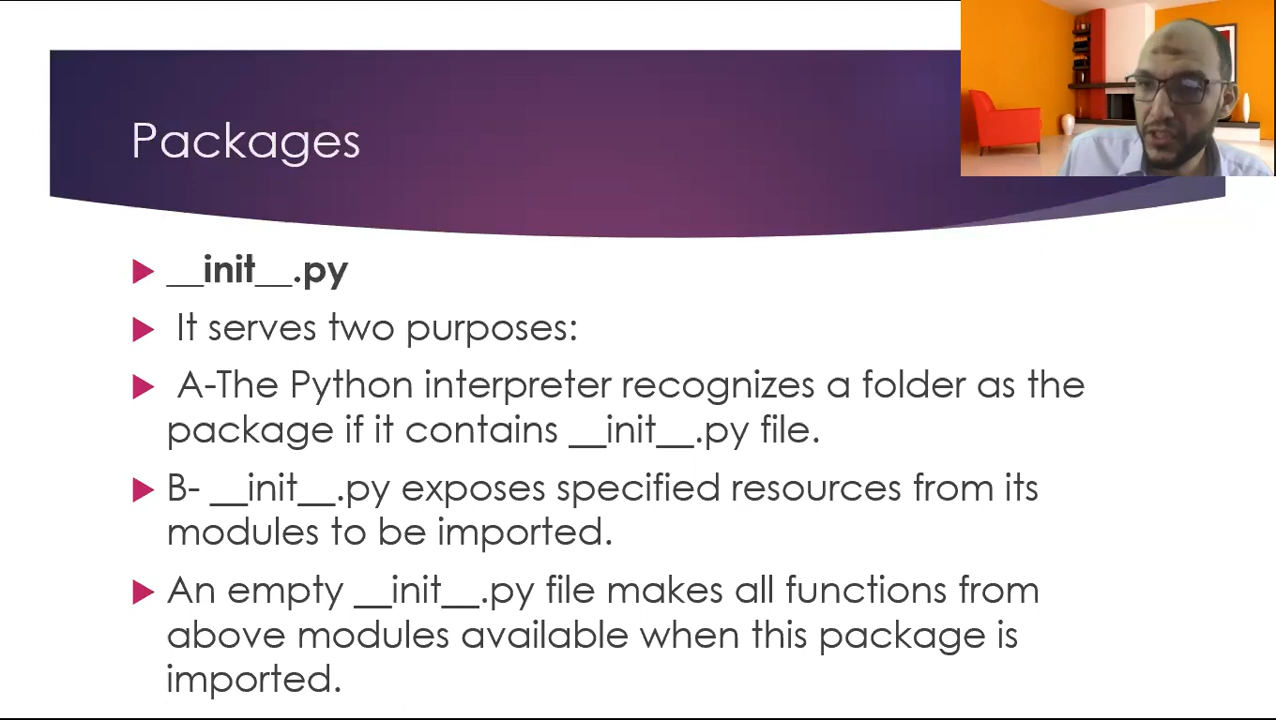 Packages
__init__.py
It serves two purposes:
A-The Python interpreter recognizes a folder as the
package if it contains __init__.py file.
B- __init__.py exposes specified resources from its
modules to be imported.
An empty __init__.py file makes all functions from
above modules available when this package is
imported.